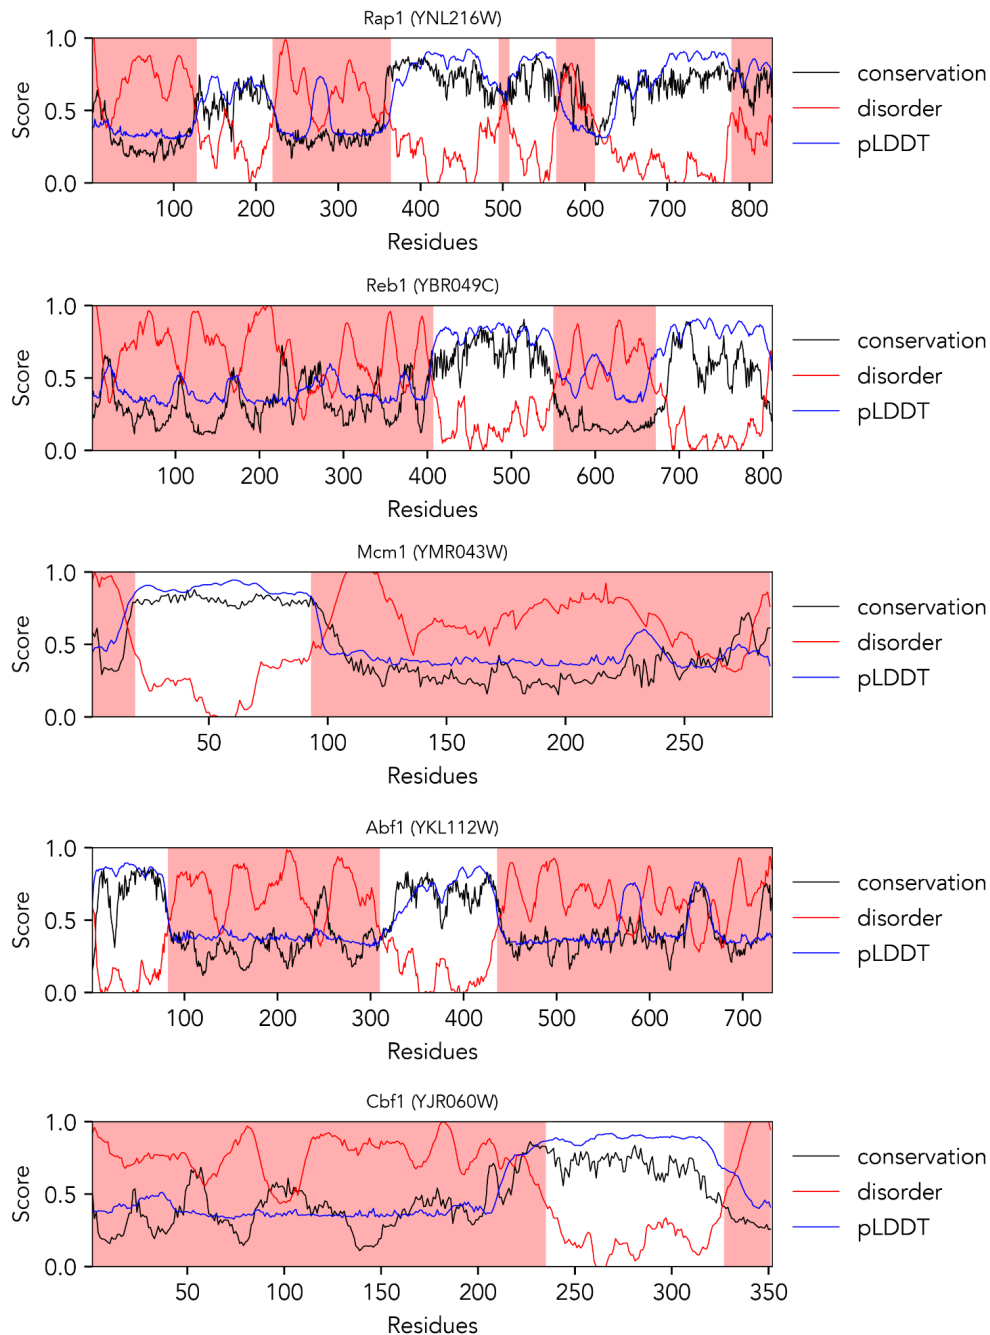 Rap1 (YNL216W)
1.0
0.5
0.0
Score
100 200 300 400 500 600 700 800
Residues
conservation
disorder
pLDDT
Reb1 (YBR049C)
1.0
0.5
0.0
Score
100 200 300 400 500 600 700 800
Residues
conservation
disorder
pLDDT
Mcm1 (YMR043W)
1.0
0.5
0.0
Score
50 100 150 200 250
Residues
conservation
disorder
pLDDT
Abf1 (YKL112W)
1.0
0.5
0.0
Score
100 200 300 400 500 600 700
Residues
conservation
disorder
pLDDT
Cbf1 (YJR060W)
1.0
0.5
0.0
Score
50 100 150 200 250 300 350
Residues
conservation
disorder
pLDDT